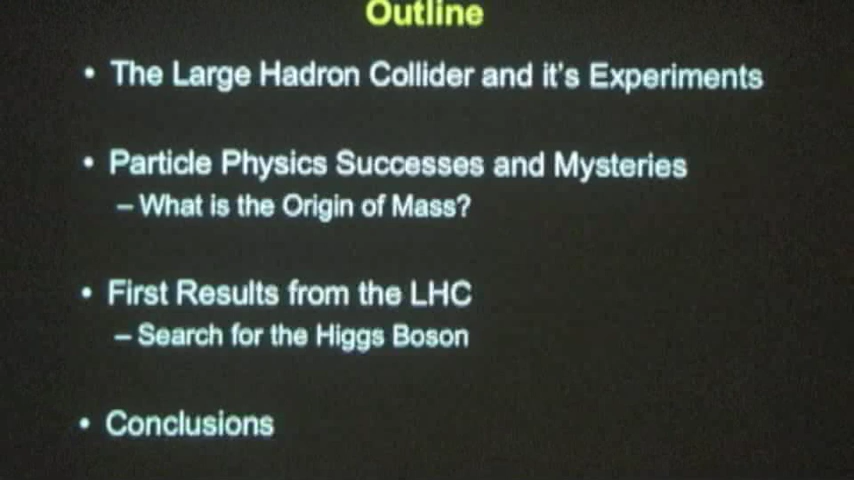 Outline
• The Large Hadron Collider and it's Experiments
• Particle Physics Successes and Mysteries
– What is the Origin of Mass?
• First Results from the LHC
– Search for the Higgs Boson
• Conclusions